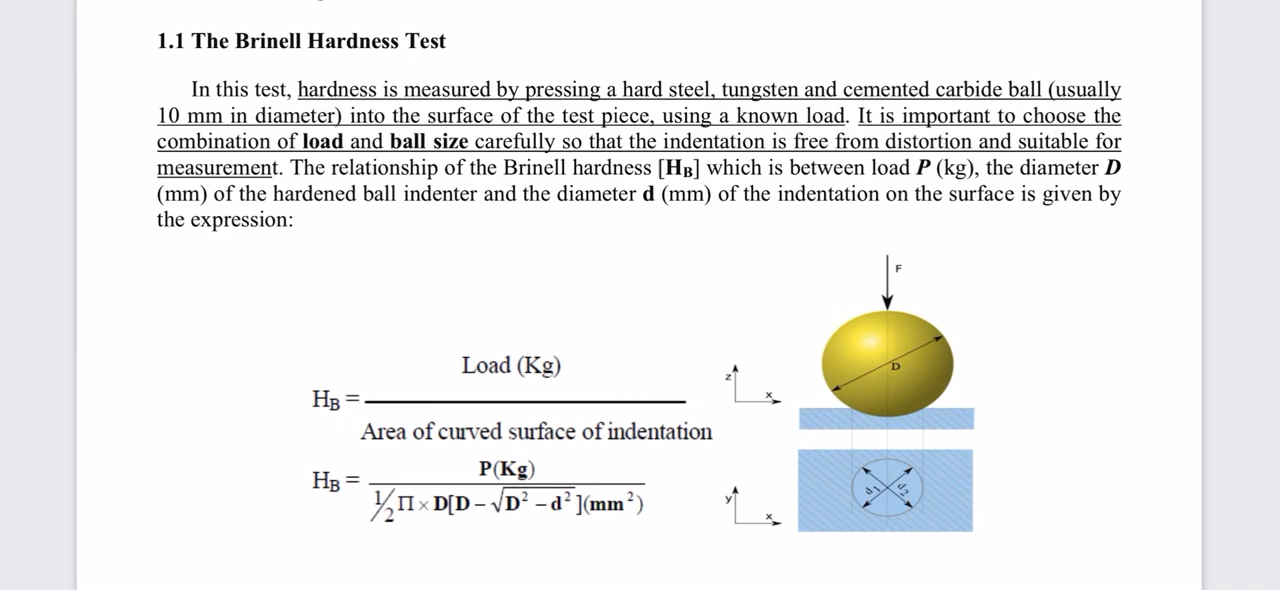 1.1 The Brinell Hardness Test
In this test, hardness is measured by pressing a hard steel, tungsten and cemented carbide ball (usually
10 mm in diameter) into the surface of the test piece, using a known load. It is important to choose the
combination of load and ball size carefully so that the indentation is free from distortion and suitable for
measurement. The relationship of the Brinell hardness [HB] which is between load P (kg), the diameter D
(mm) of the hardened ball indenter and the diameter d (mm) of the indentation on the surface is given by
the expression:
F
D
Load (Kg)
HB =
Area of curved surface of indentation
z
x
P(Kg)
HB =
½Π × D[D – √D² – d² ](mm²)
y
x
d1
d2